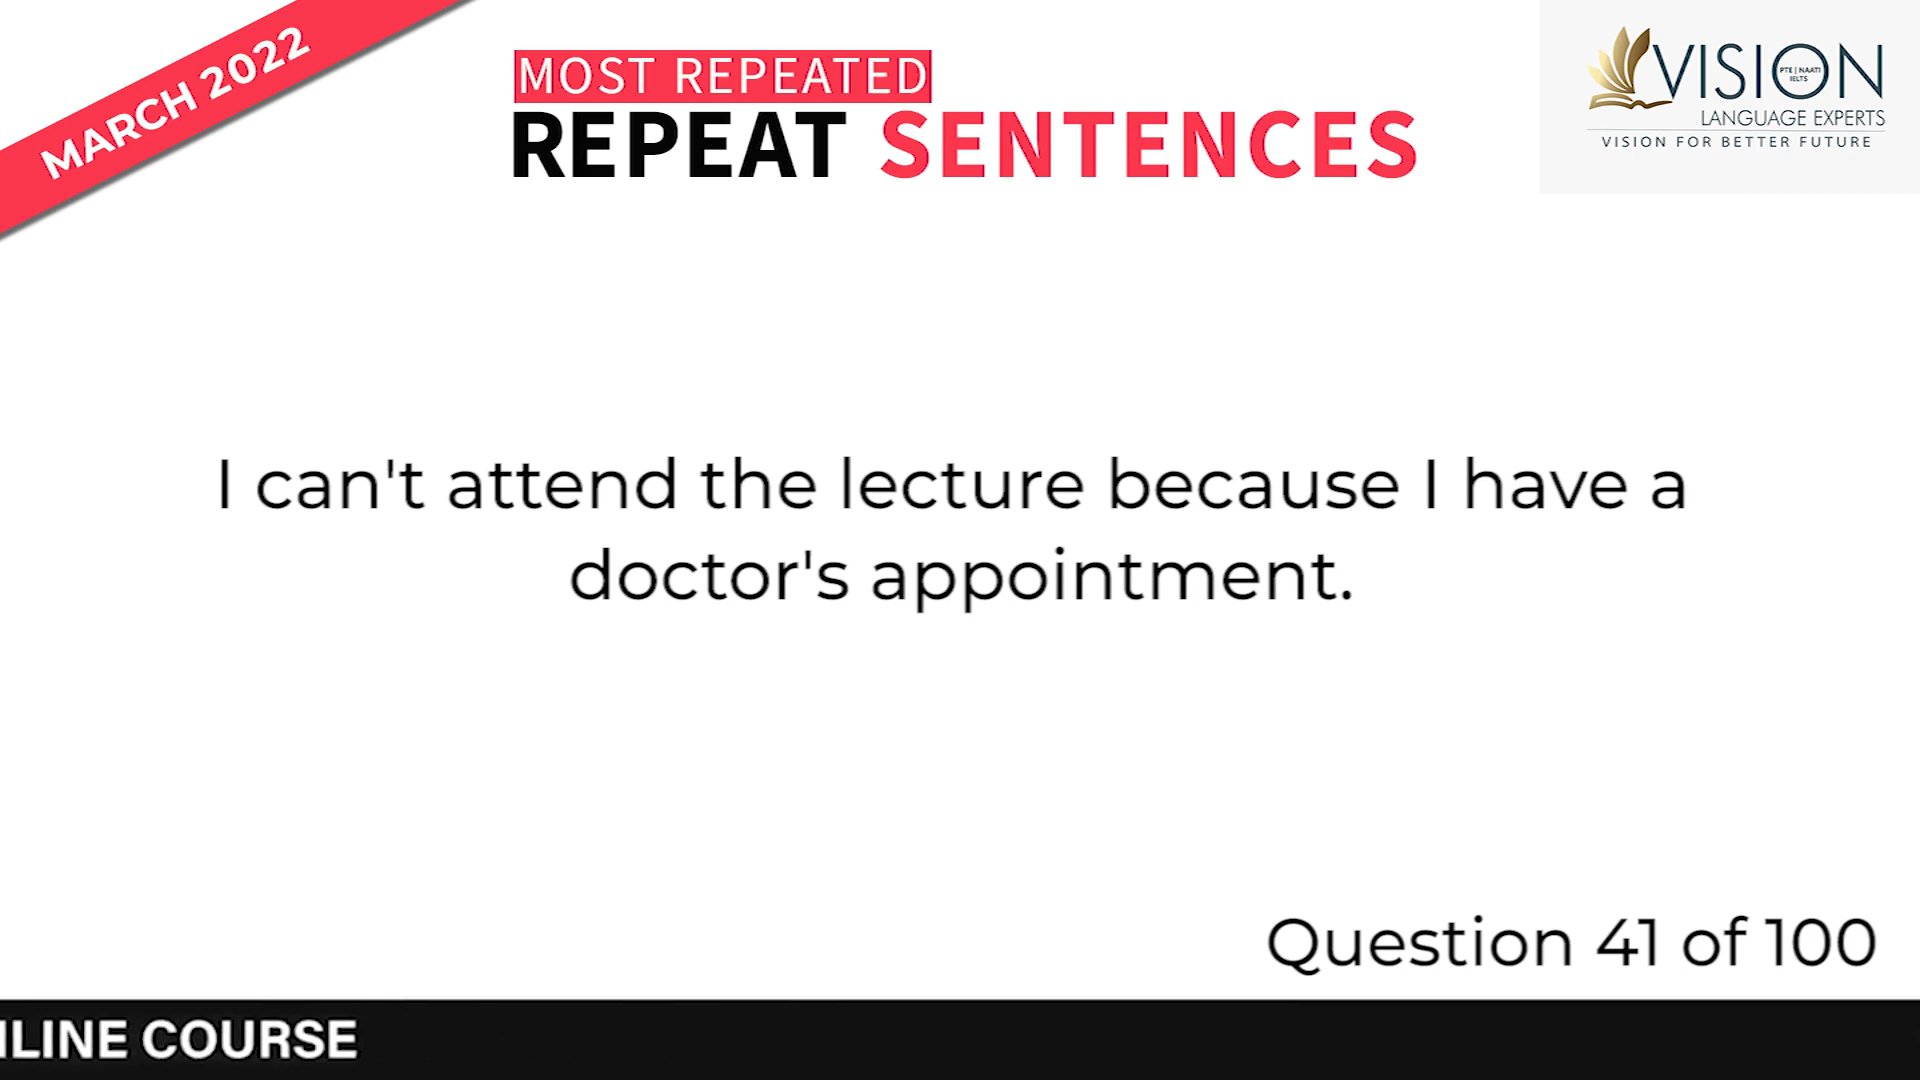 MARCH 2022
MOST REPEATED
REPEAT SENTENCES
VISION
PTE | NAATI
IELTS
LANGUAGE EXPERTS
VISION FOR BETTER FUTURE
I can't attend the lecture because I have a
doctor's appointment.
Question 41 of 100
NLINE COURSE